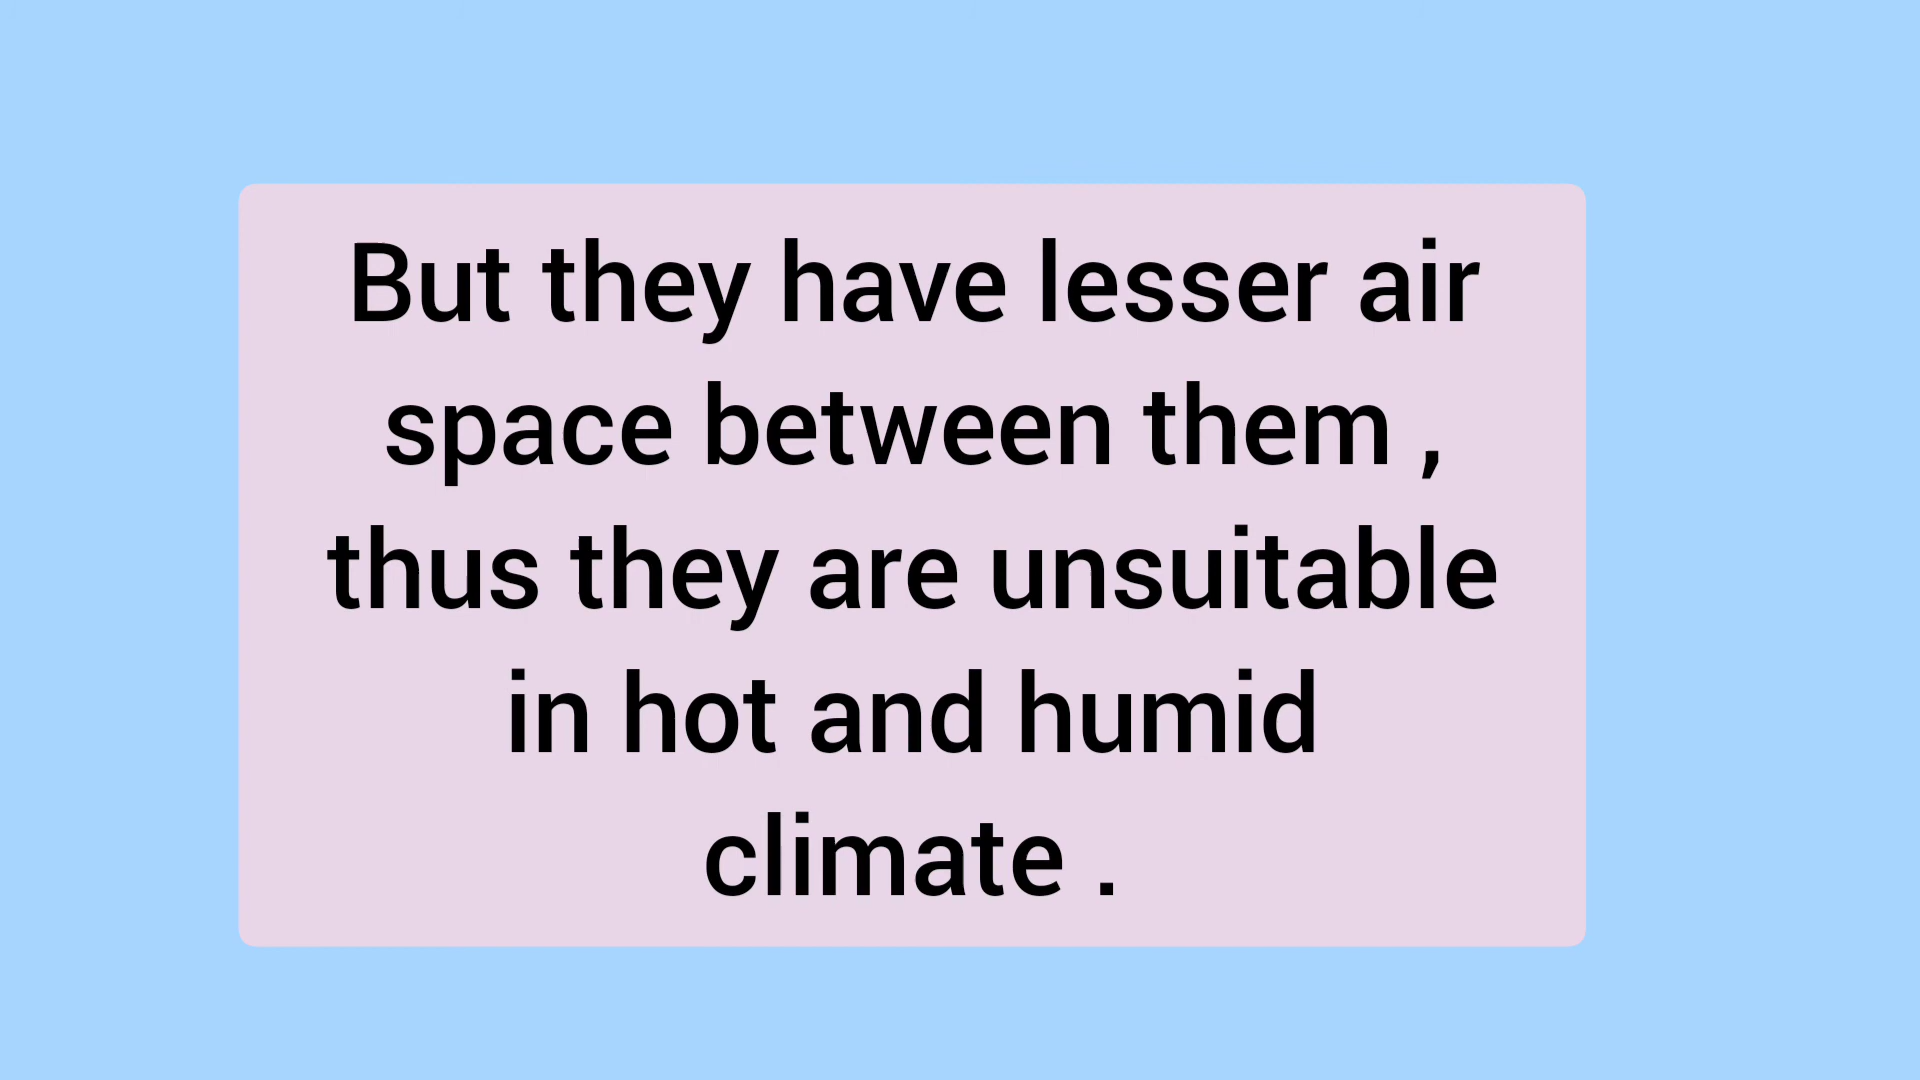 But they have lesser air
space between them ,
thus they are unsuitable
in hot and humid
climate .